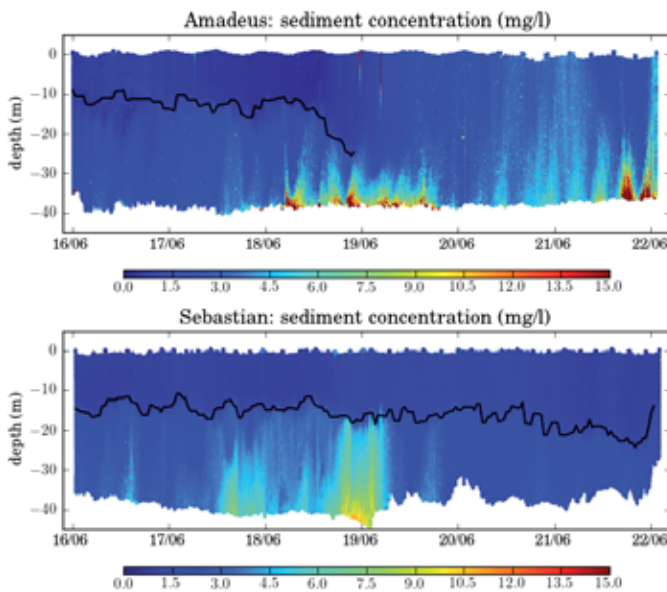 Amadeus: sediment concentration (mg/l)
0
−10
−20
−30
−40
depth (m)
16/06 17/06 18/06 19/06 20/06 21/06 22/06
0.0 1.5 3.0 4.5 6.0 7.5 9.0 10.5 12.0 13.5 15.0
Sebastian: sediment concentration (mg/l)
0
−10
−20
−30
−40
depth (m)
16/06 17/06 18/06 19/06 20/06 21/06 22/06
0.0 1.5 3.0 4.5 6.0 7.5 9.0 10.5 12.0 13.5 15.0